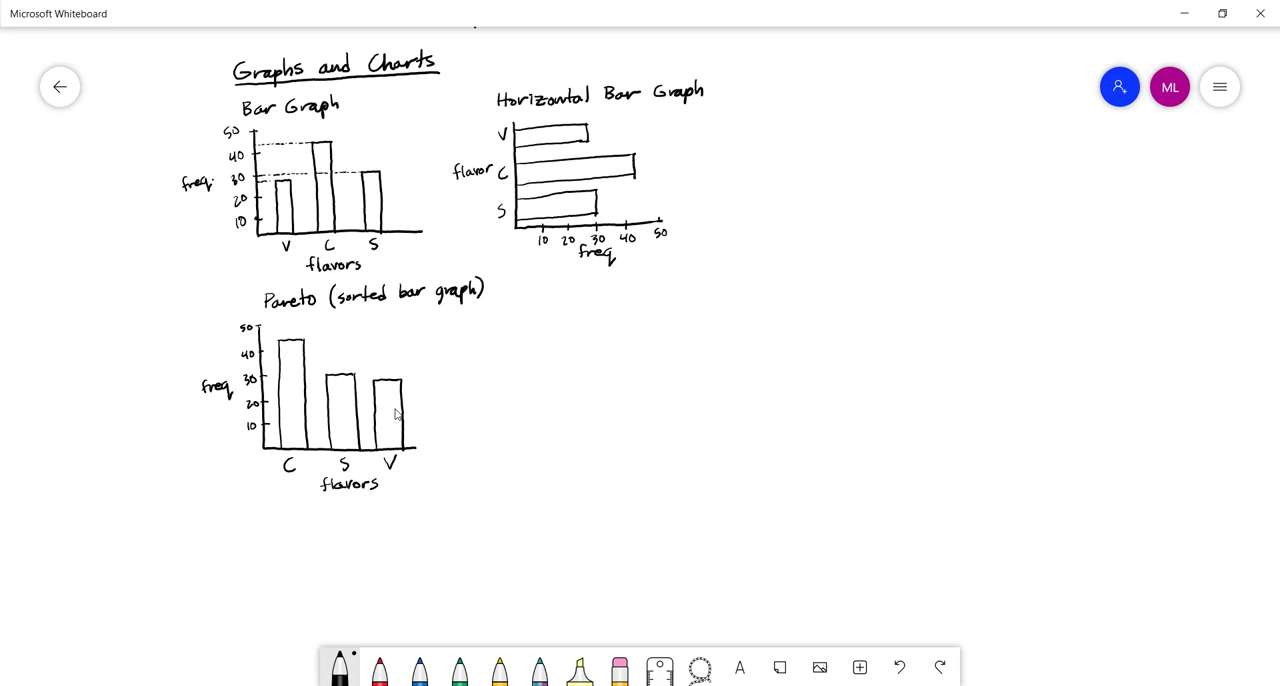 Microsoft Whiteboard
Graphs and Charts
Bar Graph
50
40
30
20
10
freq.
V C S
flavors
Horizontal Bar Graph
V
flavor C
S
10 20 30 40 50
freq
Pareto (sorted bar graph)
50
40
30
20
10
freq
C S V
flavors
ML
A